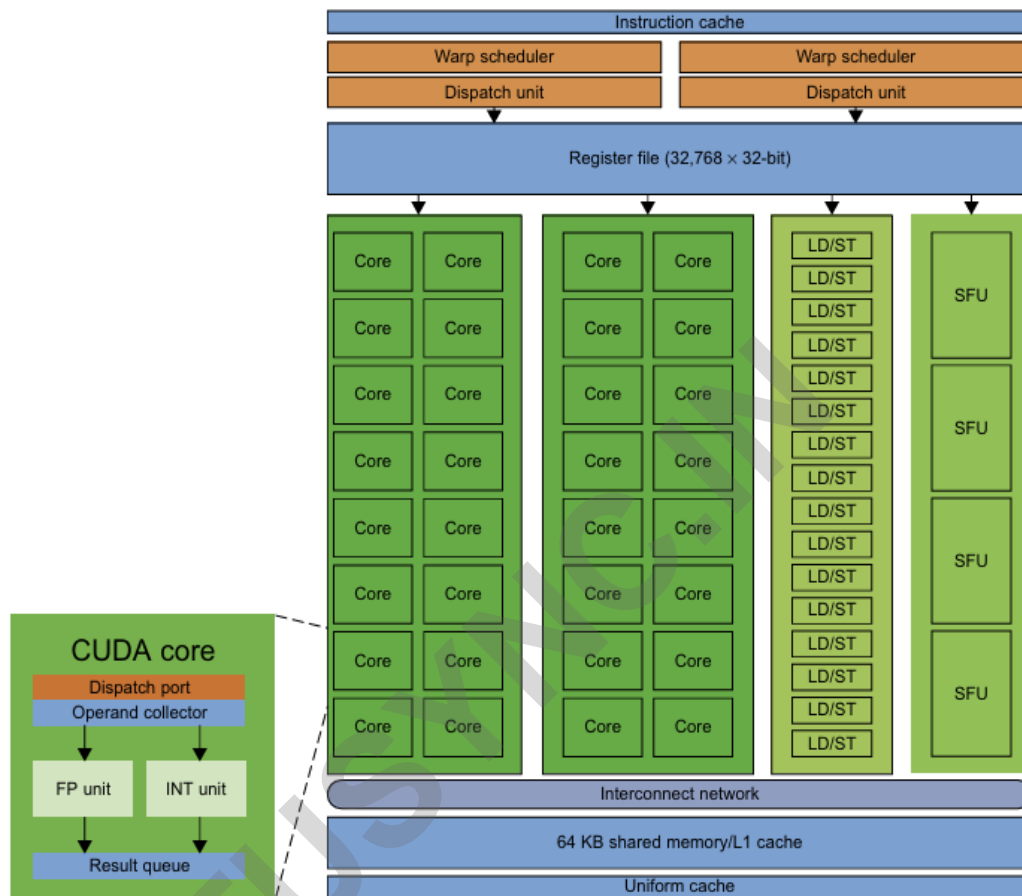 Instruction cache
Warp scheduler Warp scheduler
Dispatch unit Dispatch unit
Register file (32,768 × 32-bit)
Core Core Core Core LD/ST SFU
LD/ST
Core Core Core Core LD/ST
LD/ST
Core Core Core Core LD/ST SFU
LD/ST
Core Core Core Core LD/ST
LD/ST
Core Core Core Core LD/ST SFU
LD/ST
Core Core Core Core LD/ST
LD/ST
Core Core Core Core LD/ST SFU
LD/ST
Core Core Core Core LD/ST
LD/ST
CUDA core
Dispatch port
Operand collector
FP unit INT unit
Result queue
Interconnect network
64 KB shared memory/L1 cache
Uniform cache